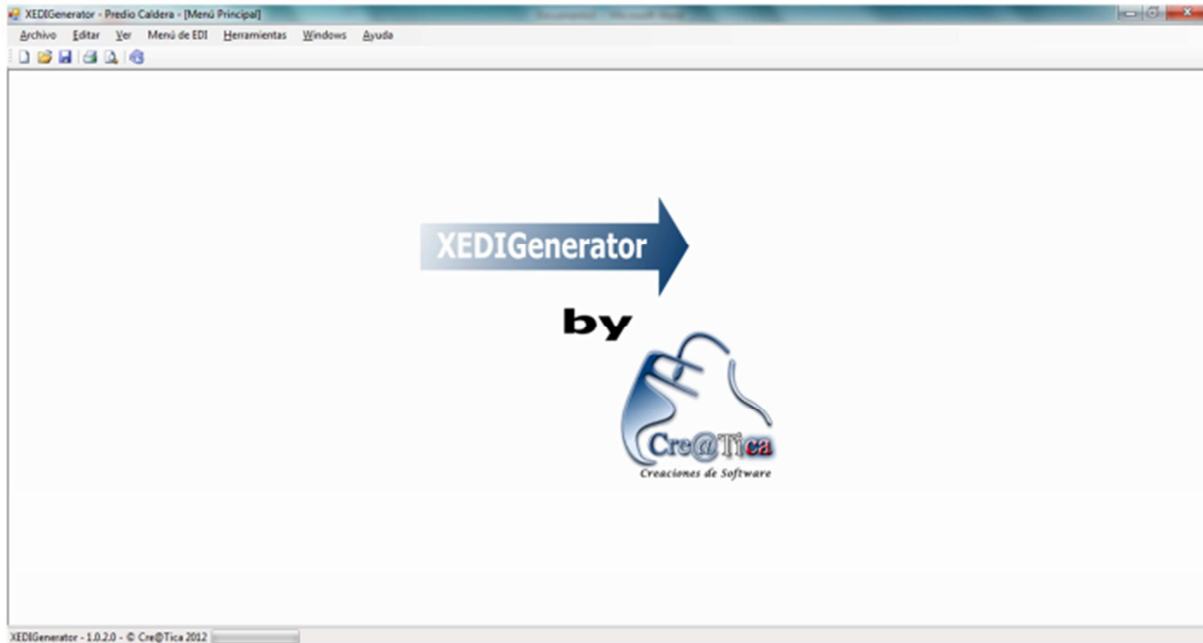 XEDIGenerator - Predio Caldera - [Menú Principal]
Archivo Editar Ver Menú de EDI Herramientas Windows Ayuda
XEDIGenerator
by
Cre@Tica
Creaciones de Software
XEDIGenerator - 1.0.2.0 - © Cre@Tica 2012